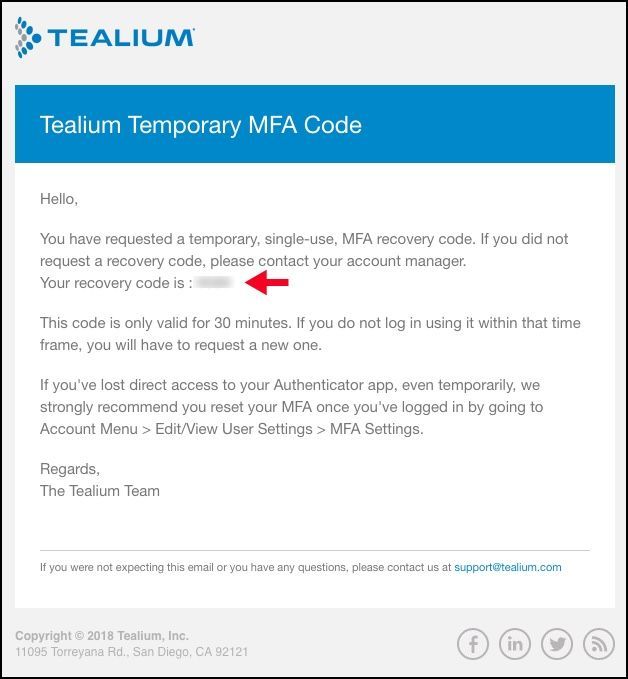 TEALIUM
Tealium Temporary MFA Code
Hello,
You have requested a temporary, single-use, MFA recovery code. If you did not
request a recovery code, please contact your account manager.
Your recovery code is :
This code is only valid for 30 minutes. If you do not log in using it within that time
frame, you will have to request a new one.
If you've lost direct access to your Authenticator app, even temporarily, we
strongly recommend you reset your MFA once you've logged in by going to
Account Menu > Edit/View User Settings > MFA Settings.
Regards,
The Tealium Team
If you were not expecting this email or you have any questions, please contact us at support@tealium.com
Copyright © 2018 Tealium, Inc.
11095 Torreyana Rd., San Diego, CA 92121